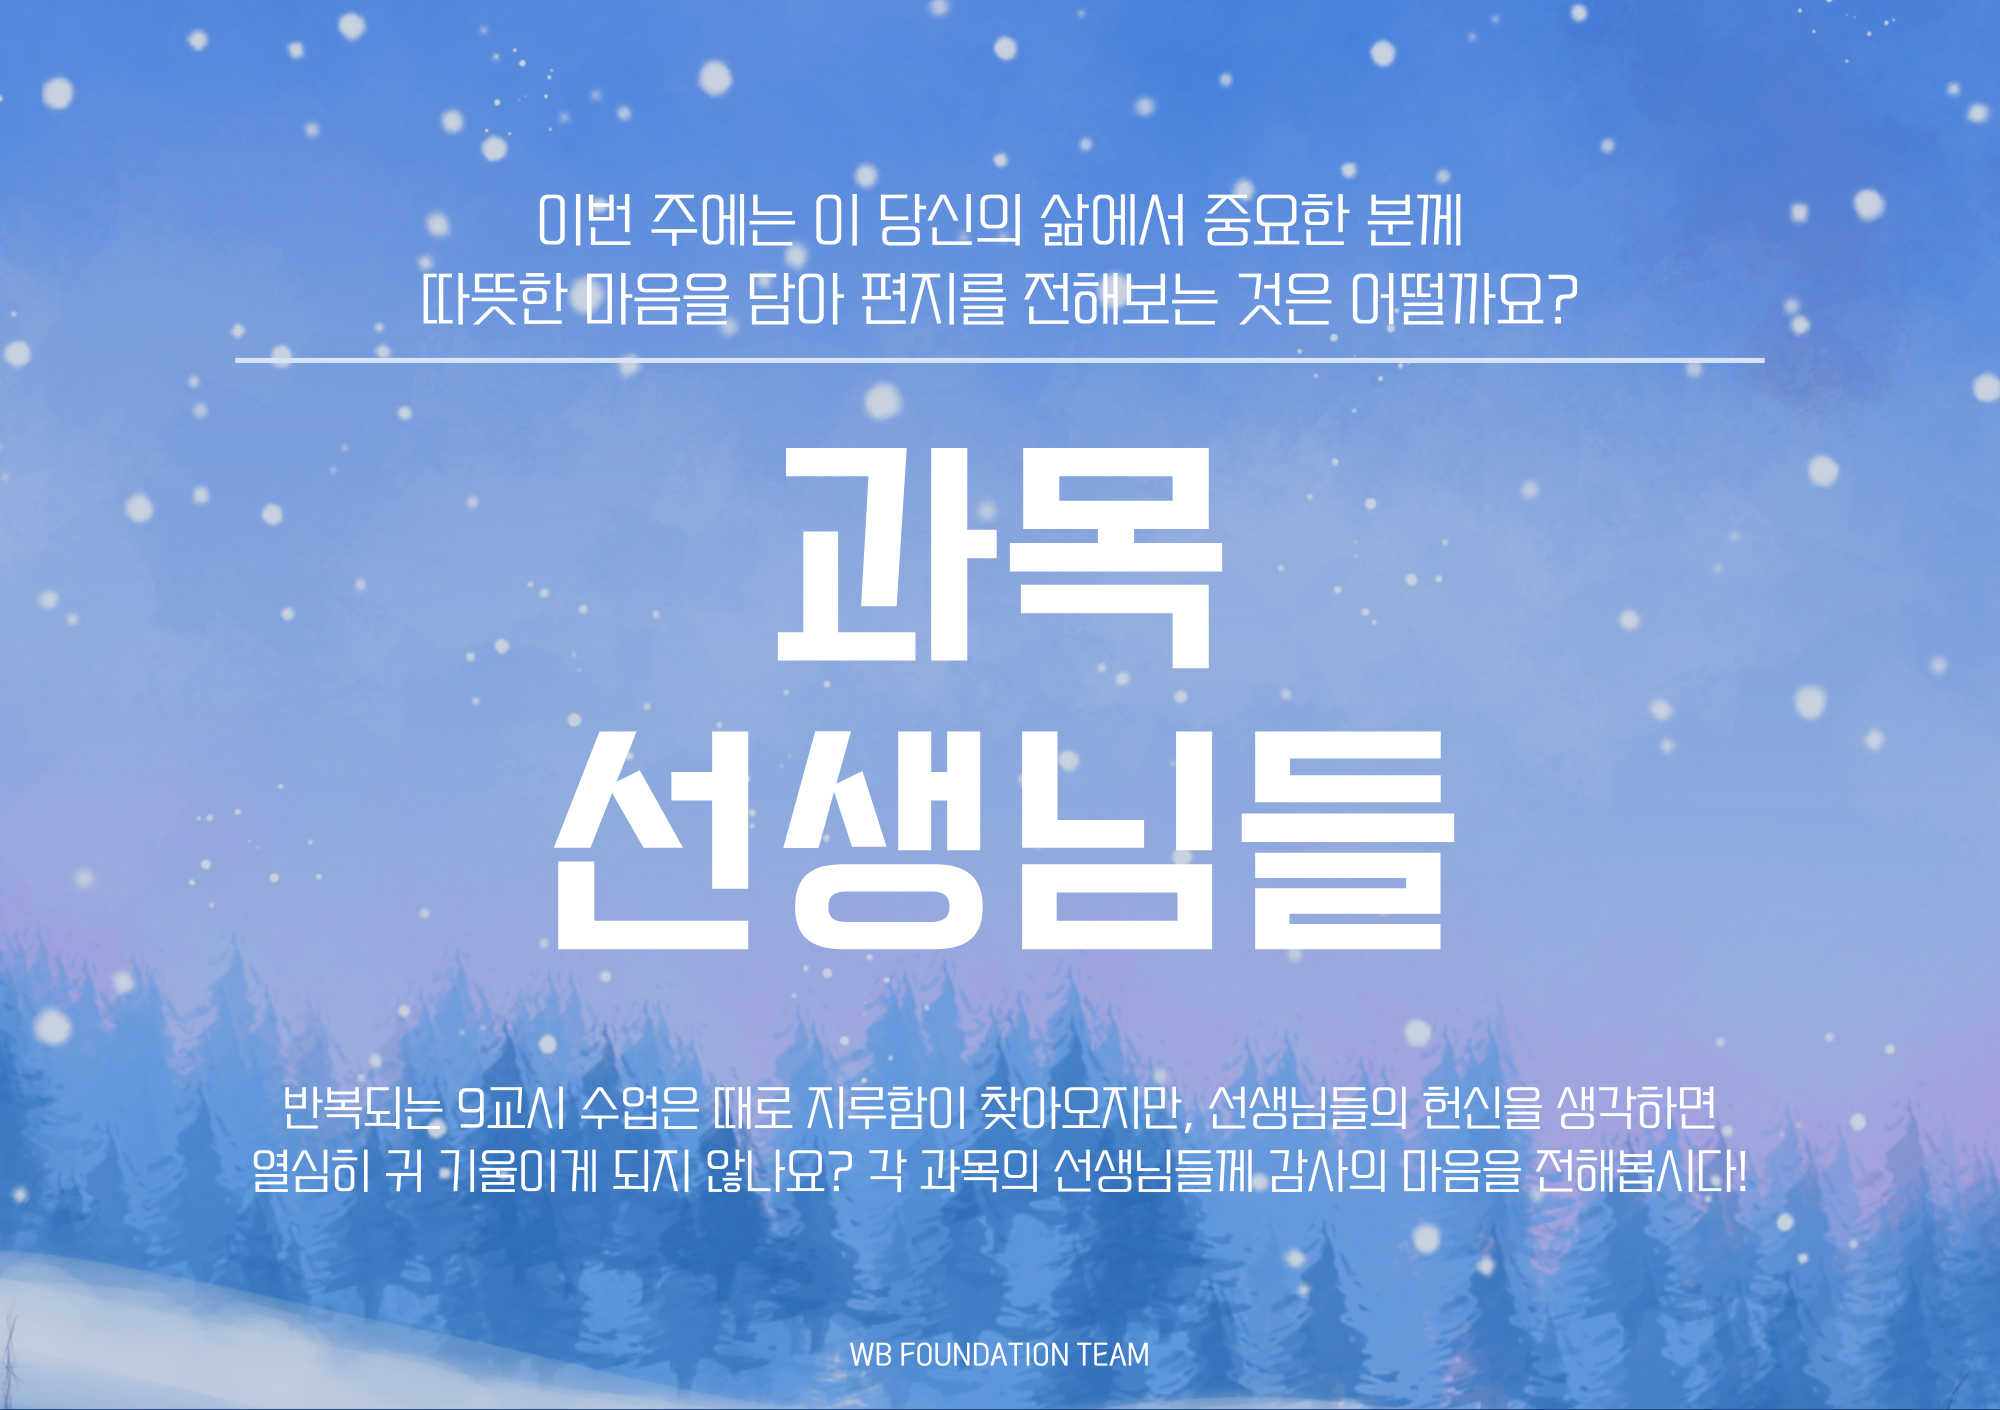 이번 주에는 이 당신의 삶에서 중요한 분께
따뜻한 마음을 담아 편지를 전해보는 것은 어떨까요?
과목
선생님들
반복되는 9교시 수업은 때로 지루함이 찾아오지만, 선생님들의 헌신을 생각하면
열심히 귀 기울이게 되지 않나요? 각 과목의 선생님들께 감사의 마음을 전해봅시다!
WB FOUNDATION TEAM